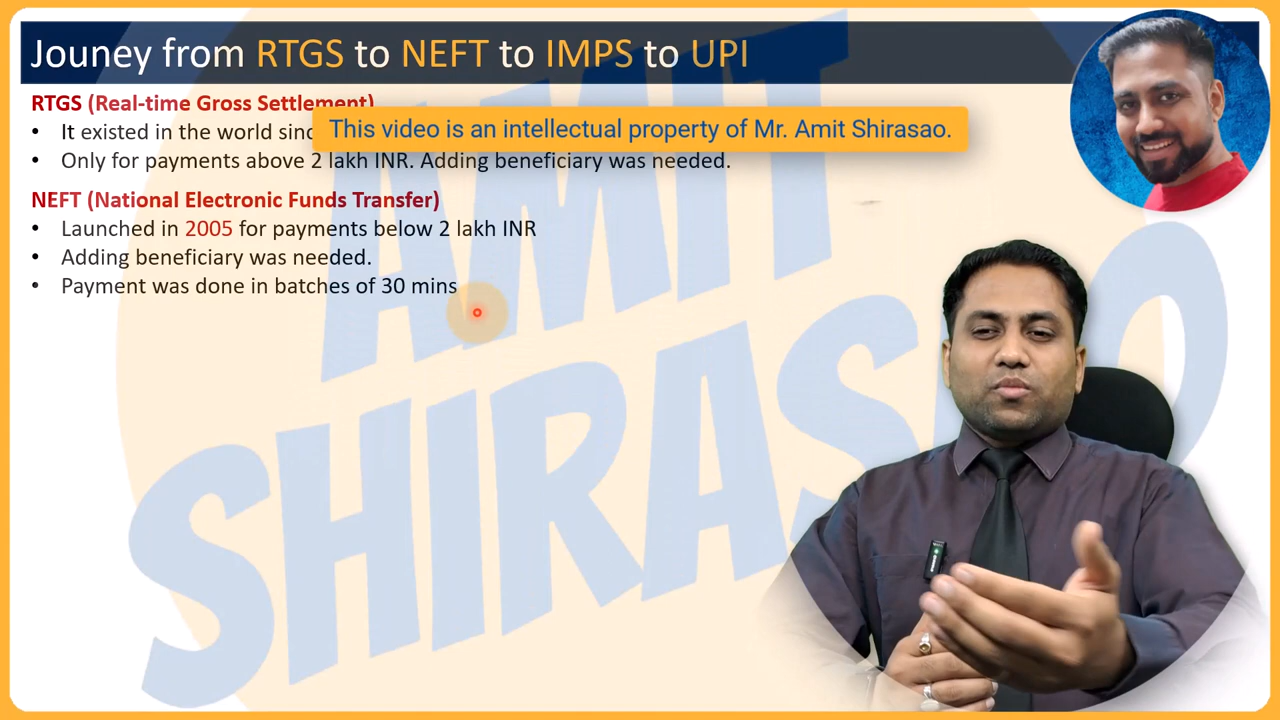 Jouney from RTGS to NEFT to IMPS to UPI
RTGS (Real-time Gross Settlement)
• It existed in the world
This video is an intellectual property of Mr. Amit Shirasao.
• Only for payments above 2 lakh INR. Adding beneficiary was needed.
NEFT (National Electronic Funds Transfer)
• Launched in 2005 for payments below 2 lakh INR
• Adding beneficiary was needed.
• Payment was done in batches of 30 mins
AMIT
SHIRASAO